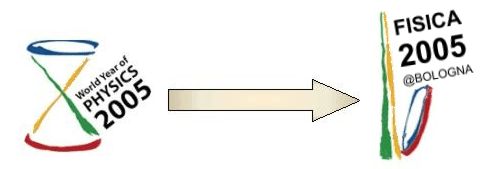 World Year of
PHYSICS
2005
FISICA
2005
@BOLOGNA